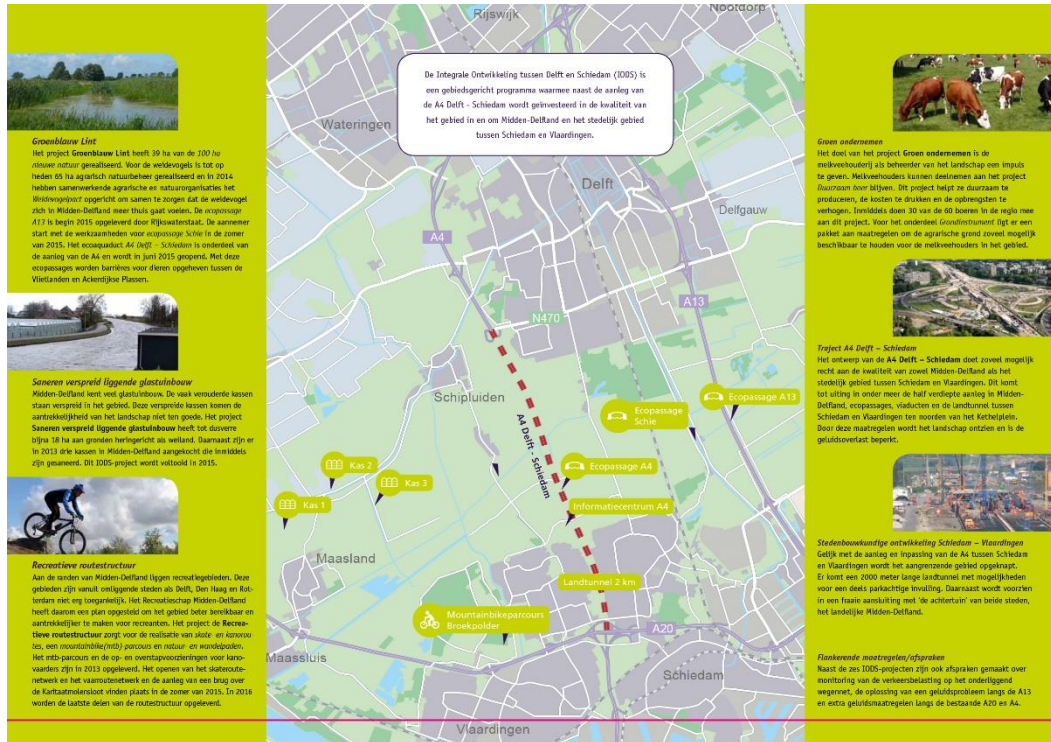 Groenblauw Lint
Het project Groenblauw Lint heeft 39 ha van de 100 ha
nieuwe natuur gerealiseerd. Voor de weidevogels is tot op
heden 65 ha agrarisch natuurbeheer gerealiseerd en in 2014
hebben samenwerkende agrarische en natuurorganisaties het
Weidevogelpact opgericht om samen te zorgen dat de weidevogel
zich in Midden-Delfland meer thuis gaat voelen. De ecopassage
A13 is begin 2015 opgeleverd door Rijkswaterstaat. De aannemer
start met de werkzaamheden voor ecopassage Schie in de zomer
van 2015. Het ecoaquaduct A4 Delft – Schiedam is onderdeel van
de aanleg van de A4 en wordt in juni 2015 geopend. Met deze
ecopassages worden barrières voor dieren opgeheven tussen de
Vlietlanden en Ackerdijkse Plassen.
Saneren verspreid liggende glastuinbouw
Midden-Delfland kent veel glastuinbouw. De vaak verouderde kassen
staan verspreid in het gebied. Deze verspreide kassen komen de
aantrekkelijkheid van het landschap niet ten goede. Het project
Saneren verspreid liggende glastuinbouw heeft tot dusverre
bijna 18 ha aan gronden heringericht als weiland. Daarnaast zijn er
in 2013 drie kassen in Midden-Delfland aangekocht die inmiddels
zijn gesaneerd. Dit IODS-project wordt voltooid in 2015.
Recreatieve routestructuur
Aan de randen van Midden-Delfland liggen recreatiegebieden. Deze
gebieden zijn vanuit omliggende steden als Delft, Den Haag en Rot-
terdam niet erg toegankelijk. Het Recreatieschap Midden-Delfland
heeft daarom een plan opgesteld om het gebied beter bereikbaar en
aantrekkelijker te maken voor recreanten. Het project de Recrea-
tieve routestructuur zorgt voor de realisatie van skate- en kanorou
tes, een mountainbike(mtb)-parcours en natuur- en wandelpaden.
Het mtb-parcours en de op- en overstapvoorzieningen voor kano-
vaarders zijn in 2013 opgeleverd. Het openen van het skateroute-
netwerk en het vaarroutenetwerk en de aanleg van een brug over
de Karitaatmolensloot vinden plaats in de zomer van 2015. In 2016
worden de laatste delen van de routestructuur opgeleverd.
Rijswijk
Nootdorp
De Integrale Ontwikkeling tussen Delft en Schiedam (IODS) is
een gebiedsgericht programma waarmee naast de aanleg van
de A4 Delft - Schiedam wordt geïnvesteerd in de kwaliteit van
het gebied in en om Midden-Delfland en het stedelijk gebied
tussen Schiedam en Vlaardingen.
Wateringen
Delft
Delfgauw
A4
A13
N470
Schipluiden
A4 Delft - Schiedam
Ecopassage A13
Ecopassage
Schie
Kas 2
Ecopassage A4
Kas 3
Kas 1
Informatiecentrum A4
Maasland
Landtunnel 2 km
Mountainbikeparcours
Broekpolder
A20
Maassluis
Schiedam
Vlaardingen
Groen ondernemen
Het doel van het project Groen ondernemen is de
melkveehouderij als beheerder van het landschap een impuls
te geven. Melkveehouders kunnen deelnemen aan het project
Duurzaam boer blijven. Dit project helpt ze duurzaam te
produceren, de kosten te drukken en de opbrengsten te
verhogen. Inmiddels doen 30 van de 60 boeren in de regio mee
aan dit project. Voor het onderdeel Grondinstrument ligt er een
pakket aan maatregelen om de agrarische grond zoveel mogelijk
beschikbaar te houden voor de melkveehouders in het gebied.
Traject A4 Delft – Schiedam
Het ontwerp van de A4 Delft – Schiedam doet zoveel mogelijk
recht aan de kwaliteit van zowel Midden-Delfland als het
stedelijk gebied tussen Schiedam en Vlaardingen. Dit komt
tot uiting in onder meer de half verdiepte aanleg in Midden-
Delfland, ecopassages, viaducten en de landtunnel tussen
Schiedam en Vlaardingen ten noorden van het Kethelplein.
Door deze maatregelen wordt het landschap ontzien en is de
geluidsoverlast beperkt.
Stedenbouwkundige ontwikkeling Schiedam – Vlaardingen
Gelijk met de aanleg en inpassing van de A4 tussen Schiedam
en Vlaardingen wordt het aangrenzende gebied opgeknapt.
Er komt een 2000 meter lange landtunnel met mogelijkheden
voor een deels parkachtige invulling. Daarnaast wordt voorzien
in een fraaie aansluiting met 'de achtertuin' van beide steden,
het landelijke Midden-Delfland.
Flankerende maatregelen/afspraken
Naast de zes IODS-projecten zijn ook afspraken gemaakt over
monitoring van de verkeersbelasting op het onderliggend
wegennet, de oplossing van een geluidsprobleem langs de A13
en extra geluidsmaatregelen langs de bestaande A20 en A4.